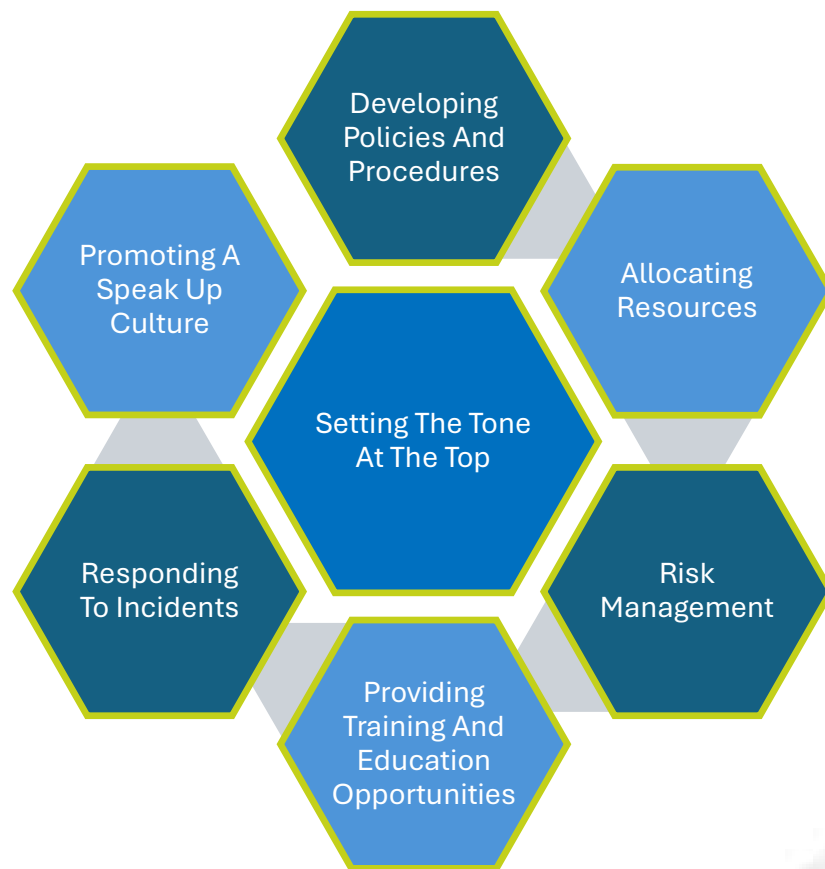 Developing
Policies And
Procedures
Promoting A
Speak Up
Culture
Allocating
Resources
Setting The Tone
At The Top
Responding
To Incidents
Risk
Management
Providing
Training And
Education
Opportunities